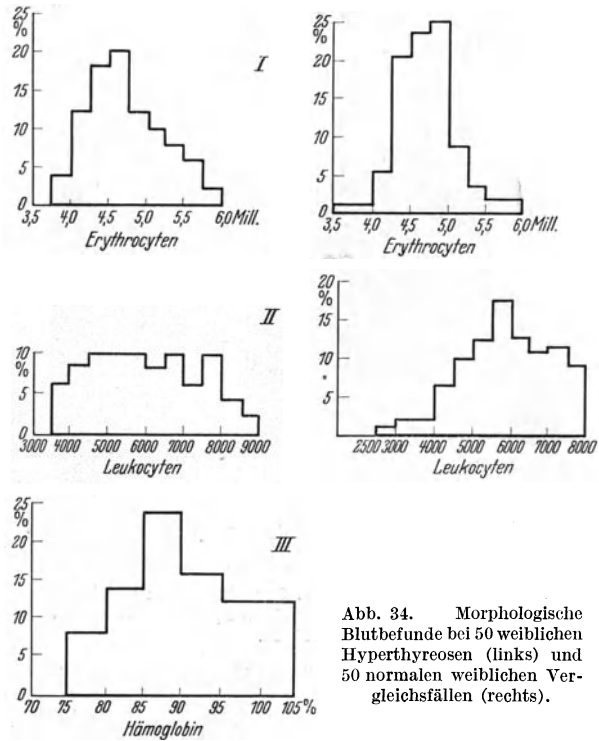 25
%
20
15
10
5
0
3,5 4,0 4,5 5,0 5,5 6,0 Mill.
Erythrocyten
I
25
%
20
15
10
5
0
3,5 4,0 4,5 5,0 5,5 6,0 Mill.
Erythrocyten
II
10
%
5
0
3000 4000 5000 6000 7000 8000 9000
Leukocyten
20
%
15
10
5
2500 3000 4000 5000 6000 7000 8000
Leukocyten
25
%
20
15
10
5
0
70 75 80 85 90 95 100 105 %
Hämoglobin
III
Abb. 34. Morphologische
Blutbefunde bei 50 weiblichen
Hyperthyreosen (links) und
50 normalen weiblichen Ver-
gleichsfällen (rechts).